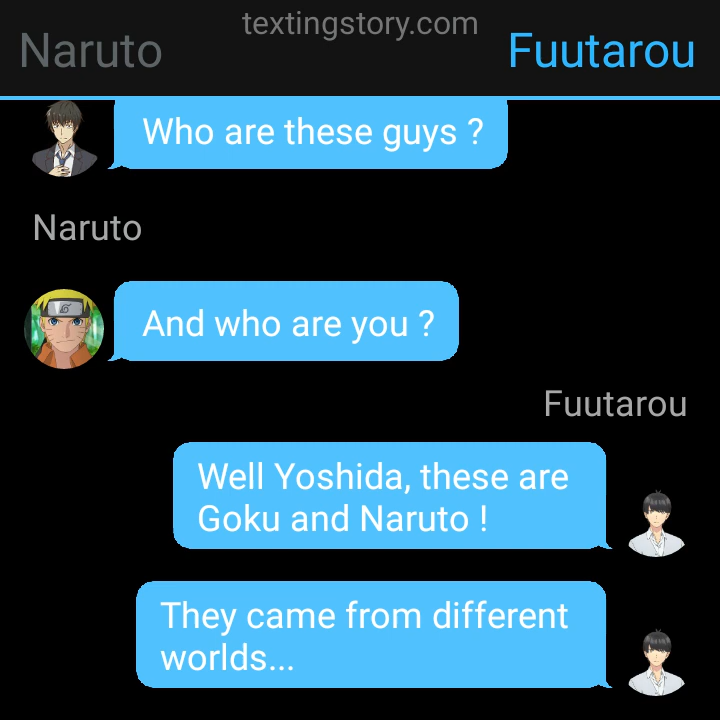 textingstory.com
Naruto
Fuutarou
Who are these guys ?
Naruto
And who are you ?
Fuutarou
Well Yoshida, these are
Goku and Naruto !
They came from different
worlds...